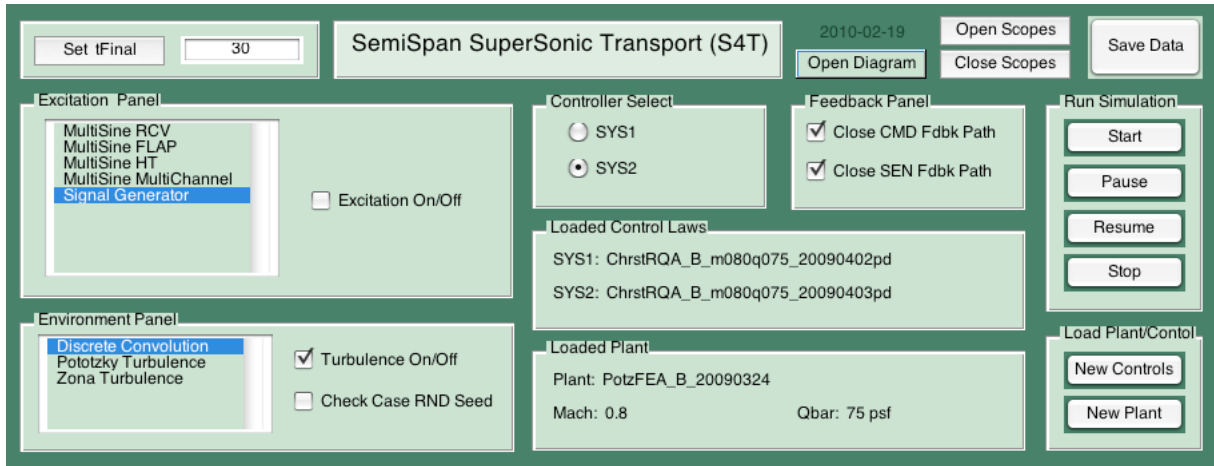 Set tFinal
30
SemiSpan SuperSonic Transport (S4T)
2010-02-19
Open Diagram
Open Scopes
Close Scopes
Save Data
Excitation Panel
MultiSine RCV
MultiSine FLAP
MultiSine HT
MultiSine MultiChannel
Signal Generator
Excitation On/Off
Controller Select
SYS1
SYS2
Feedback Panel
Close CMD Fdbk Path
Close SEN Fdbk Path
Run Simulation
Start
Pause
Resume
Stop
Loaded Control Laws
SYS1: ChrstRQA_B_m080q075_20090402pd
SYS2: ChrstRQA_B_m080q075_20090403pd
Environment Panel
Discrete Convolution
Pototzky Turbulence
Zona Turbulence
Turbulence On/Off
Check Case RND Seed
Loaded Plant
Plant: PotzFEA_B_20090324
Mach: 0.8 Qbar: 75 psf
Load Plant/Contol
New Controls
New Plant